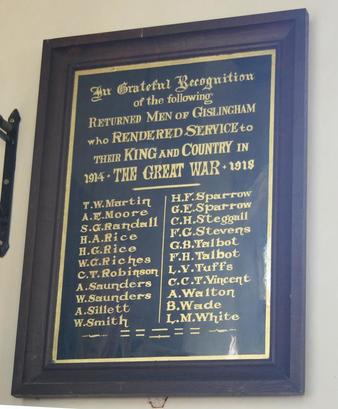 In Grateful Recognition
of the following
RETURNED MEN OF GISLINGHAM
who RENDERED SERVICE to
THEIR KING AND COUNTRY IN
1914 · THE GREAT WAR · 1918
T.W.Martin
A.E.Moore
S.G.Randall
H.A.Rice
H.G.Rice
W.G.Riches
C.T.Robinson
A.Saunders
W.Saunders
A.Sillett
W.Smith
H.F.Sparrow
G.E.Sparrow
C.H.Steggall
F.G.Stevens
G.B.Talbot
F.H.Talbot
L.V.Tuffs
C.C.T.Vincent
A.Walton
B.Wade
L.M.White